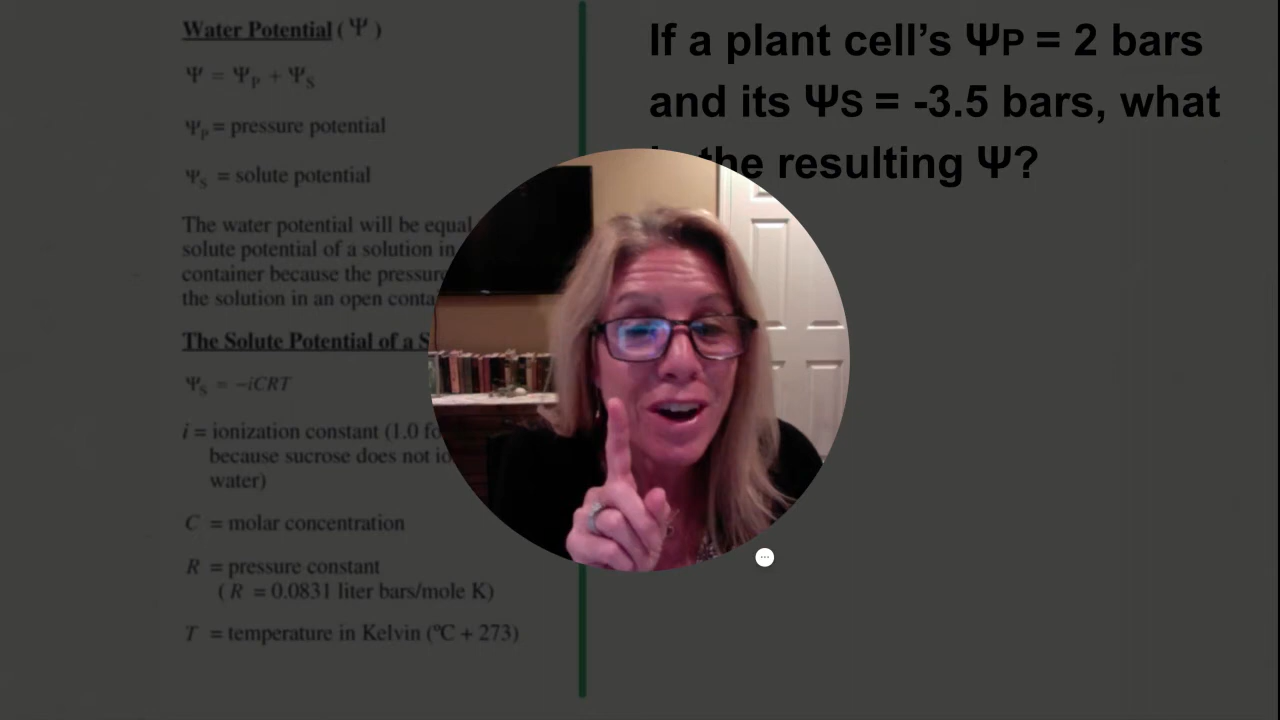 Water Potential ( Ψ )
Ψ = ΨP + ΨS
ΨP = pressure potential
ΨS = solute potential
The water potential will be equal
solute potential of a solution in
container because the pressure
the solution in an open conta
The Solute Potential of a S
ΨS = −iCRT
i = ionization constant (1.0 fo
because sucrose does not io
water)
C = molar concentration
R = pressure constant
( R = 0.0831 liter bars/mole K)
T = temperature in Kelvin (ºC + 273)
If a plant cell’s ΨP = 2 bars
and its ΨS = -3.5 bars, what
the resulting Ψ?